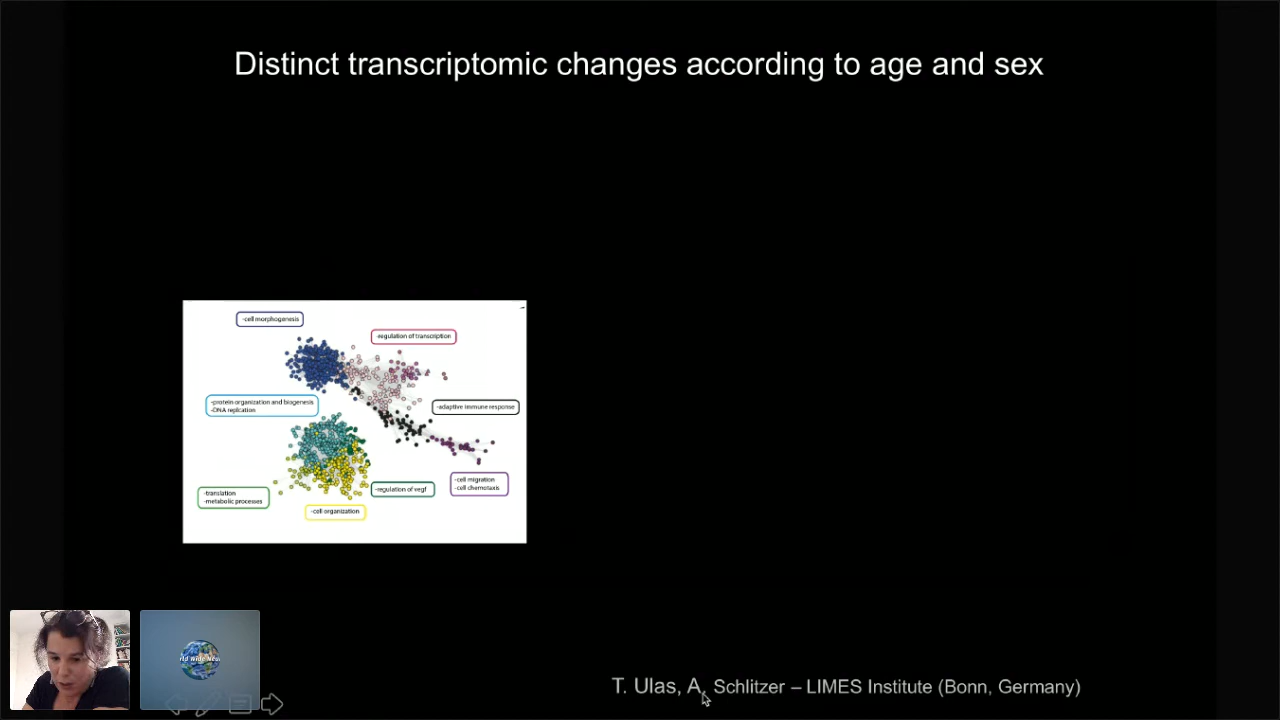 Distinct transcriptomic changes according to age and sex
-cell morphogenesis
-regulation of transcription
-protein organization and biogenesis
-DNA replication
-adaptive immune response
-cell migration
-cell chemotaxis
-regulation of vegf
-translation
-metabolic processes
-cell organization
T. Ulas, A. Schlitzer – LIMES Institute (Bonn, Germany)